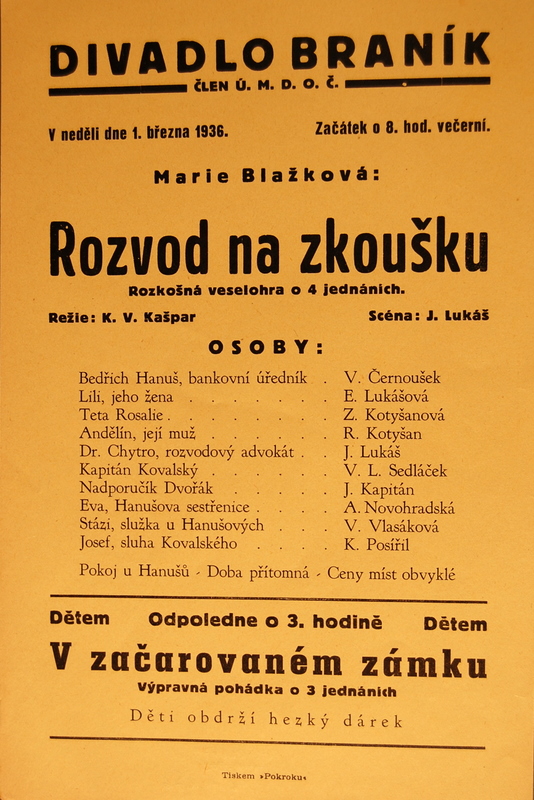 DIVADLO BRANÍK
ČLEN Ú. M. D. O. Č.
V neděli dne 1. března 1936. Začátek o 8. hod. večerní.
Marie Blažková:
Rozvod na zkoušku
Rozkošná veselohra o 4 jednáních.
Režie: K. V. Kašpar Scéna: J. Lukáš
OSOBY:
Bedřich Hanuš, bankovní úředník . V. Černoušek
Lili, jeho žena . . . . . . . E. Lukášová
Teta Rosalie . . . . . . . . Z. Kotyšanová
Andělín, její muž . . . . . . R. Kotyšan
Dr. Chytro, rozvodový advokát . . J. Lukáš
Kapitán Kovalský . . . . . . V. L. Sedláček
Nadporučík Dvořák . . . . . J. Kapitán
Eva, Hanušova sestřenice . . . . A. Novohradská
Stázi, služka u Hanušových . . . V. Vlasáková
Josef, sluha Kovalského . . . . K. Posířil
Pokoj u Hanušů - Doba přítomná - Ceny míst obvyklé
Dětem Odpoledne o 3. hodině Dětem
V začarovaném zámku
Výpravná pohádka o 3 jednáních
Děti obdrží hezký dárek
Tiskem »Pokroku«